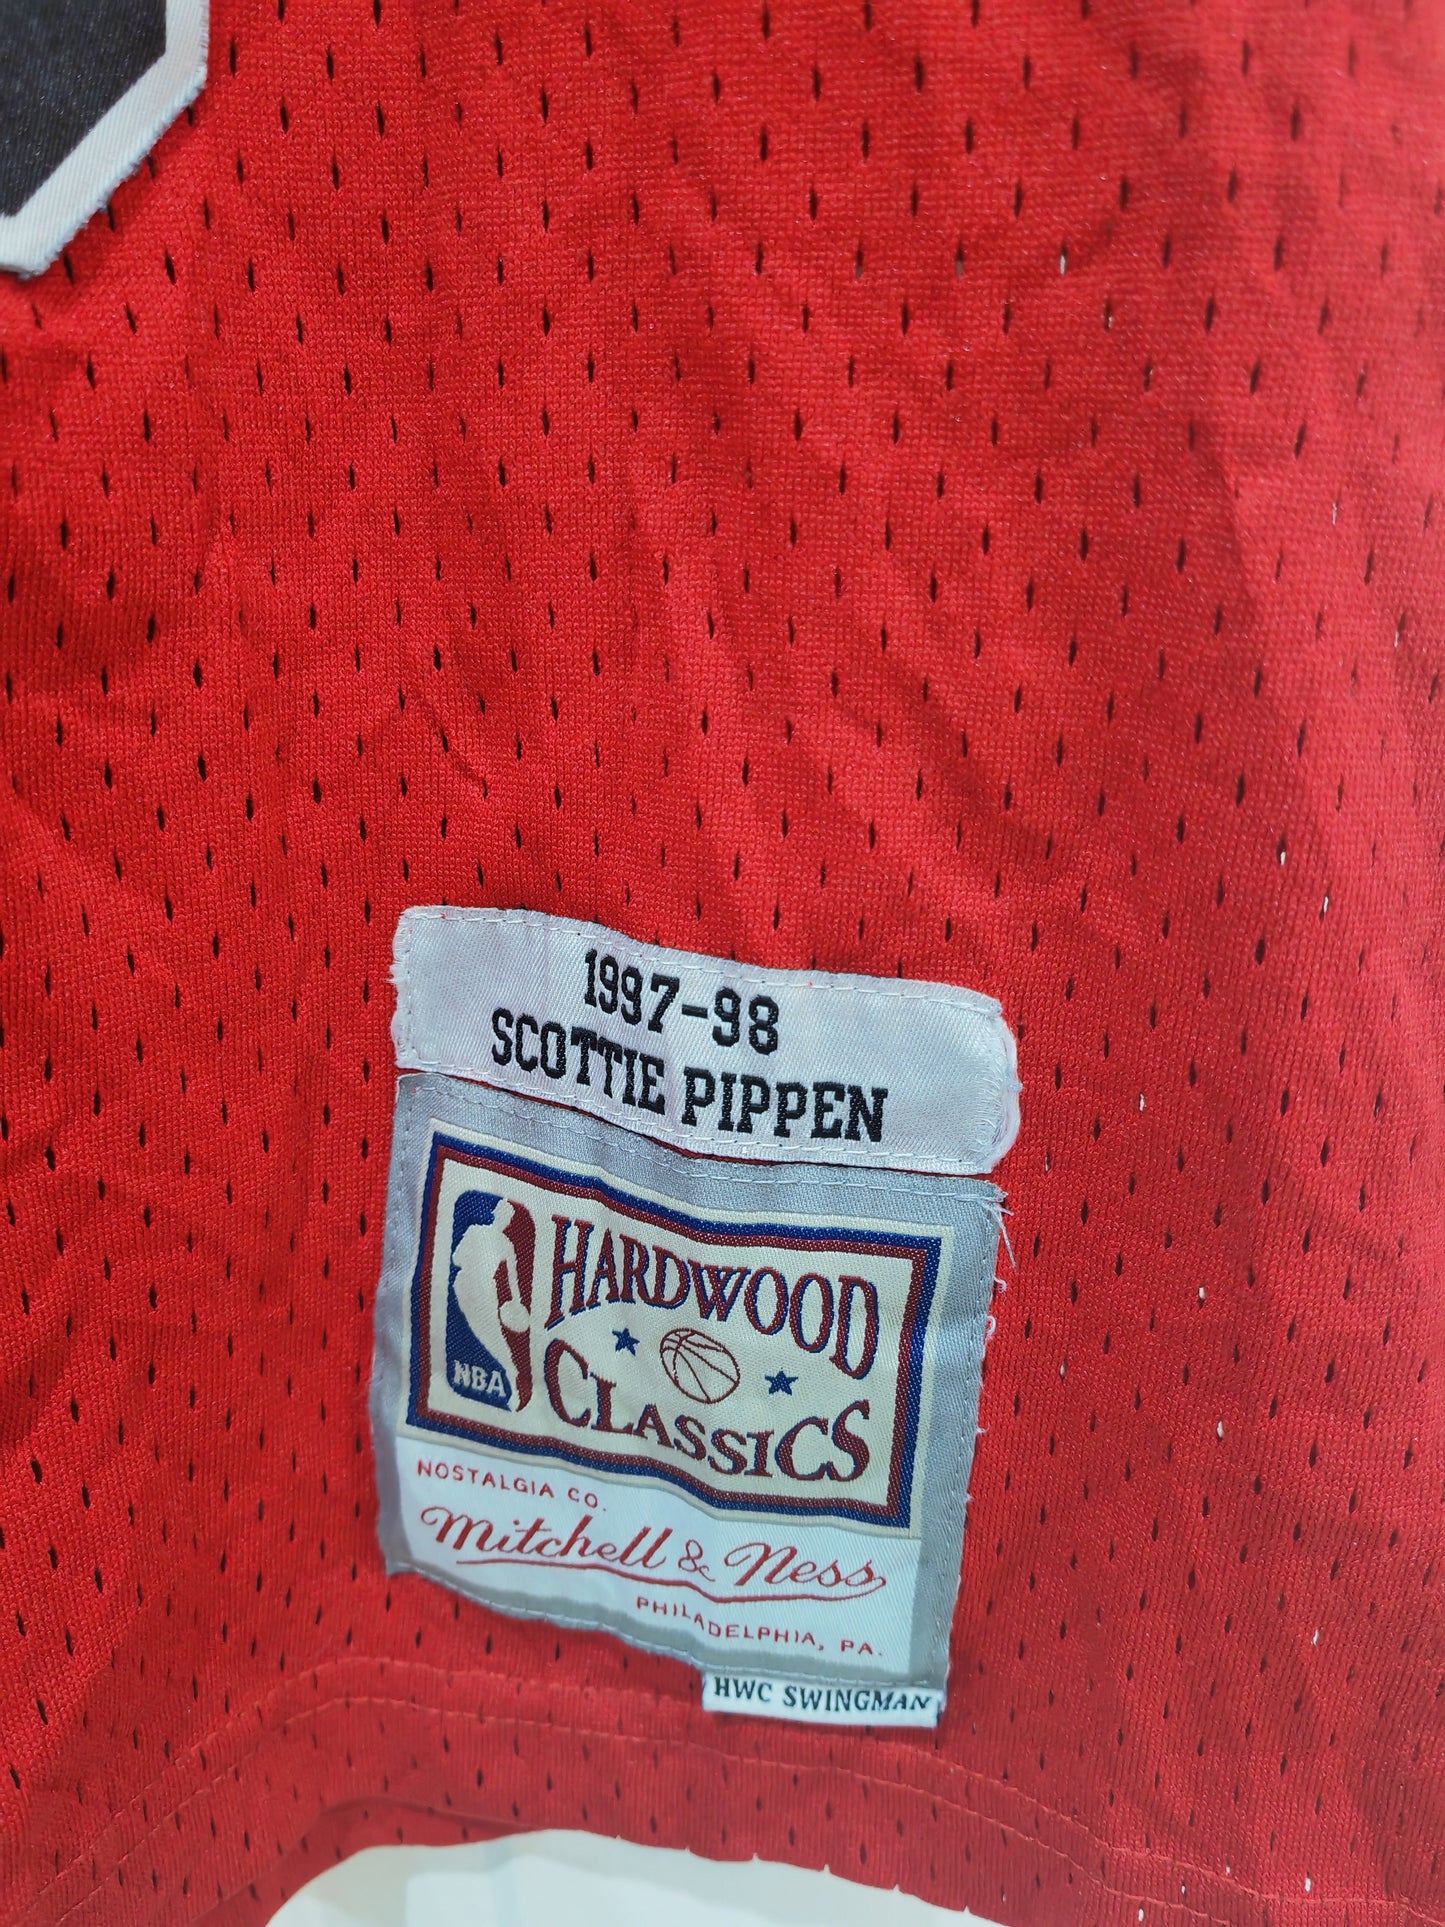 1997-98
SCOTTIE PIPPEN
HARDWOOD
CLASSICS
NBA
NOSTALGIA CO.
Mitchell & Ness
PHILADELPHIA, PA.
HWC SWINGMAN